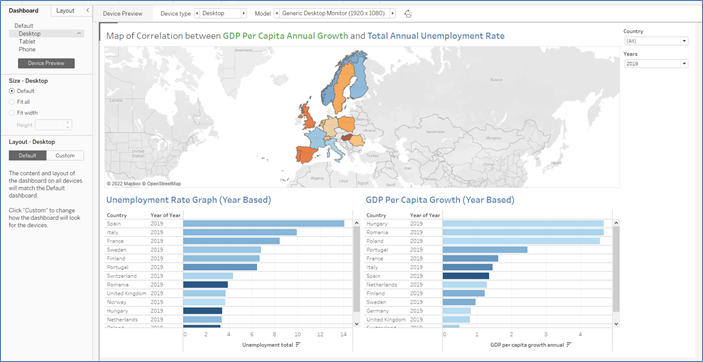 Dashboard Layout
Default
Desktop
Tablet
Phone
Device Preview
Size - Desktop
Default
Fit all
Fit width
Height
Layout - Desktop
Default Custom
The content and layout of
the dashboard on all devices
will match the Default
dashboard.
Click "Custom" to change
how the dashboard will look
for the devices.
Device Preview Device type Desktop Model Generic Desktop Monitor (1920 x 1080)
Map of Correlation between GDP Per Capita Annual Growth and Total Annual Unemployment Rate
Country
(All)
Years
2019
© 2022 Mapbox © OpenStreetMap
Unemployment Rate Graph (Year Based)
Country Year of Year
Spain 2019
Italy 2019
France 2019
Sweden 2019
Finland 2019
Portugal 2019
Switzerland 2019
Romania 2019
United Kingdom 2019
Norway 2019
Hungary 2019
Netherlands 2019
Poland 2019
0 2 4 6 8 10 12 14
Unemployment total
GDP Per Capita Growth (Year Based)
Country Year of Year
Hungary 2019
Romania 2019
Poland 2019
Portugal 2019
France 2019
Italy 2019
Spain 2019
Netherlands 2019
Finland 2019
Sweden 2019
Germany 2019
United Kingdom 2019
Switzerland 2019
0 1 2 3 4
GDP per capita growth annual